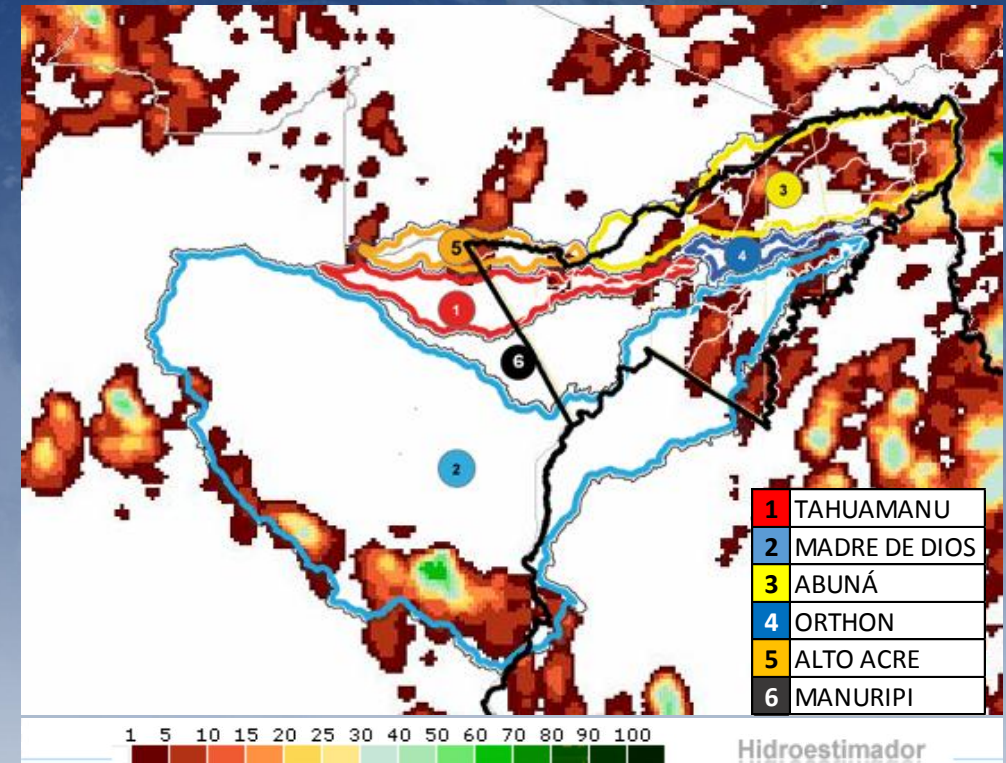 3
5
4
1
6
2
1 TAHUAMANU
2 MADRE DE DIOS
3 ABUNÁ
4 ORTHON
5 ALTO ACRE
6 MANURIPI
1 5 10 15 20 25 30 40 50 60 70 80 90 100
Hidroestimador